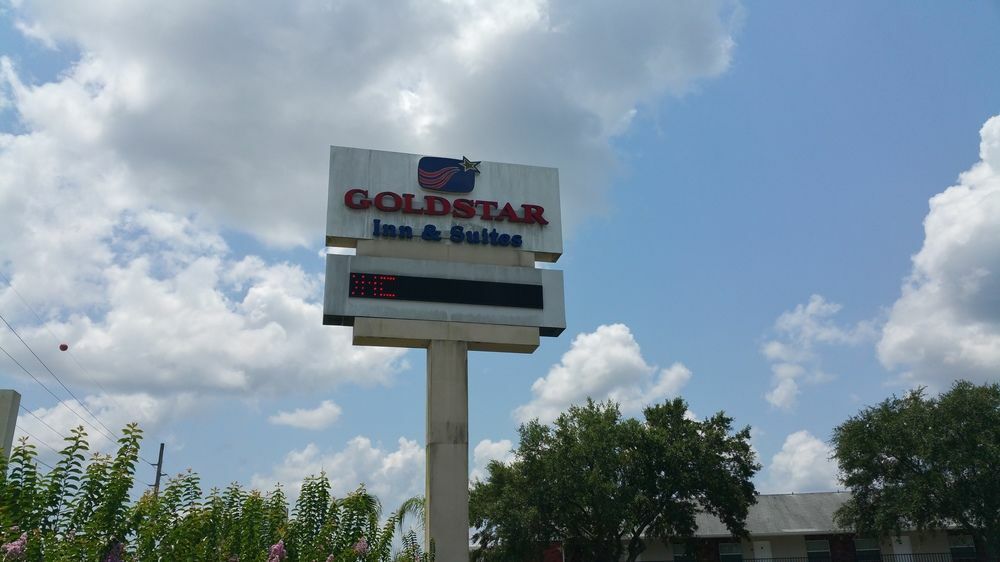 GOLDSTAR
Inn & Suites